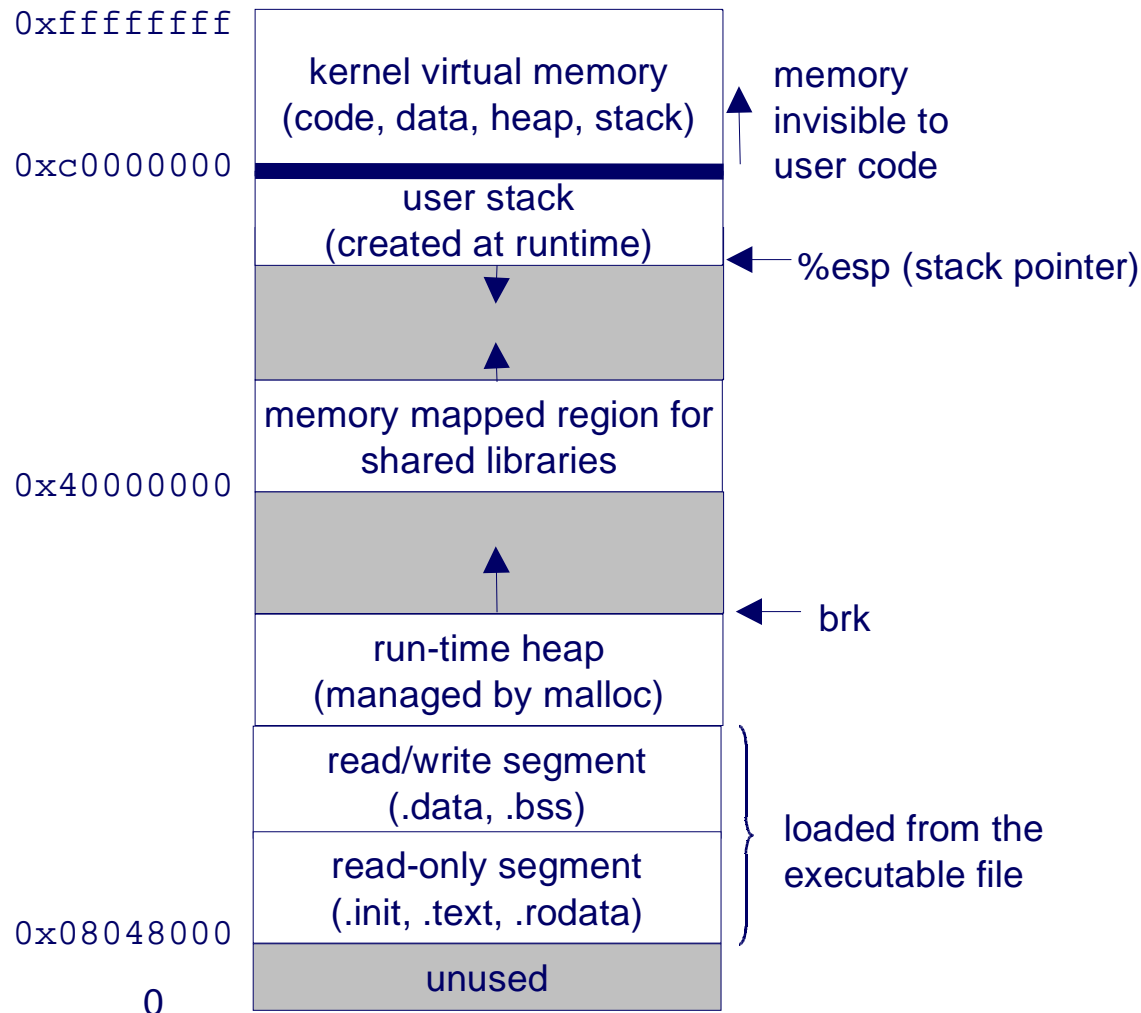 0xffffffff
kernel virtual memory
(code, data, heap, stack)
memory
invisible to
user code
0xc0000000
user stack
(created at runtime)
%esp (stack pointer)
memory mapped region for
shared libraries
0x40000000
brk
run-time heap
(managed by malloc)
read/write segment
(.data, .bss)
loaded from the
executable file
read-only segment
(.init, .text, .rodata)
0x08048000
unused
0